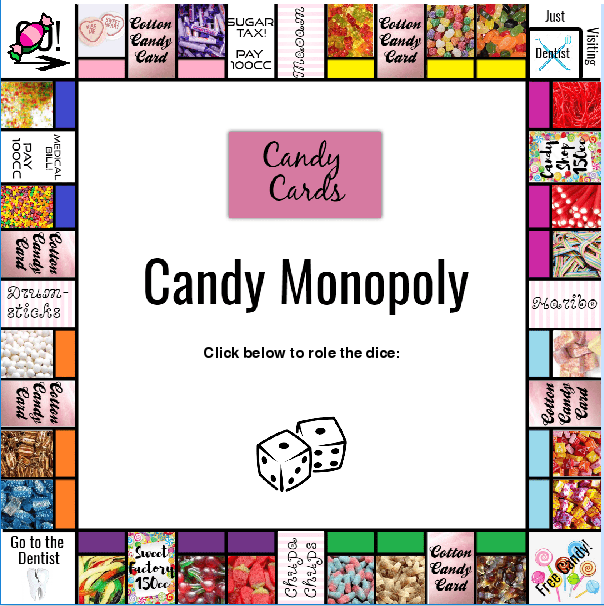 GO!
Cotton
Candy
Card
SUGAR
TAX!
PAY
100CC
Maoam
Cotton
Candy
Card
Just
Visiting
Dentist
MEDICAL
BILL!
PAY
100CC
Candy
Shop
150cc
Candy
Cards
Cotton
Candy
Card
Candy Monopoly
Drum-
sticks
Haribo
Click below to role the dice:
Cotton
Candy
Card
Cotton
Candy
Card
Go to the
Dentist
Sweet
Factory
150cc
Chupa
Chups
Cotton
Candy
Card
Free Candy!